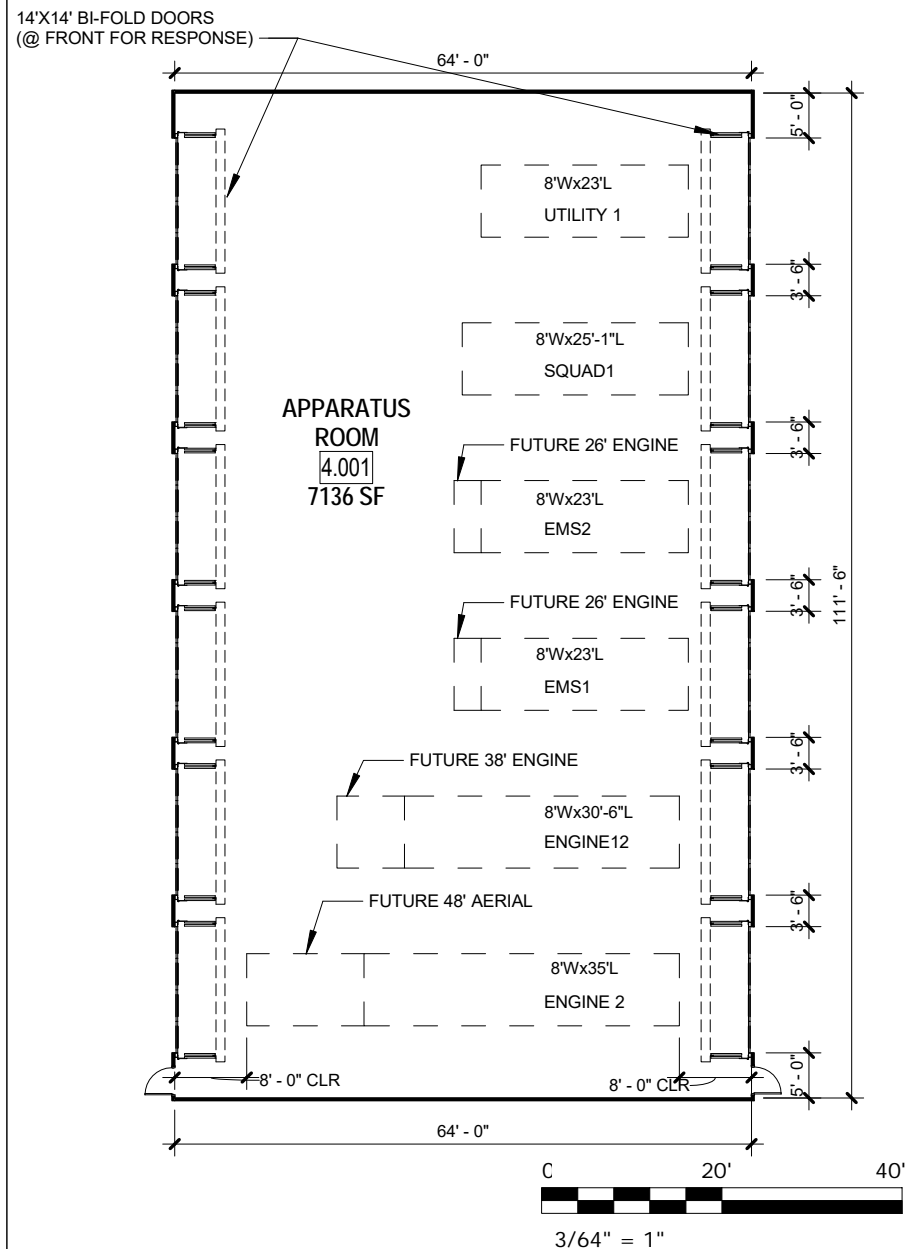 14'X14' BI-FOLD DOORS
(@ FRONT FOR RESPONSE)
64' - 0"
5' - 0"
8'Wx23'L
UTILITY 1
3' - 6"
8'Wx25'-1"L
SQUAD1
APPARATUS
ROOM
4.001
7136 SF
3' - 6"
FUTURE 26' ENGINE
8'Wx23'L
EMS2
3' - 6"
111' - 6"
FUTURE 26' ENGINE
8'Wx23'L
EMS1
3' - 6"
FUTURE 38' ENGINE
8'Wx30'-6"L
ENGINE12
3' - 6"
FUTURE 48' AERIAL
8'Wx35'L
ENGINE 2
8' - 0" CLR
8' - 0" CLR
5' - 0"
64' - 0"
0 20' 40'
3/64" = 1"